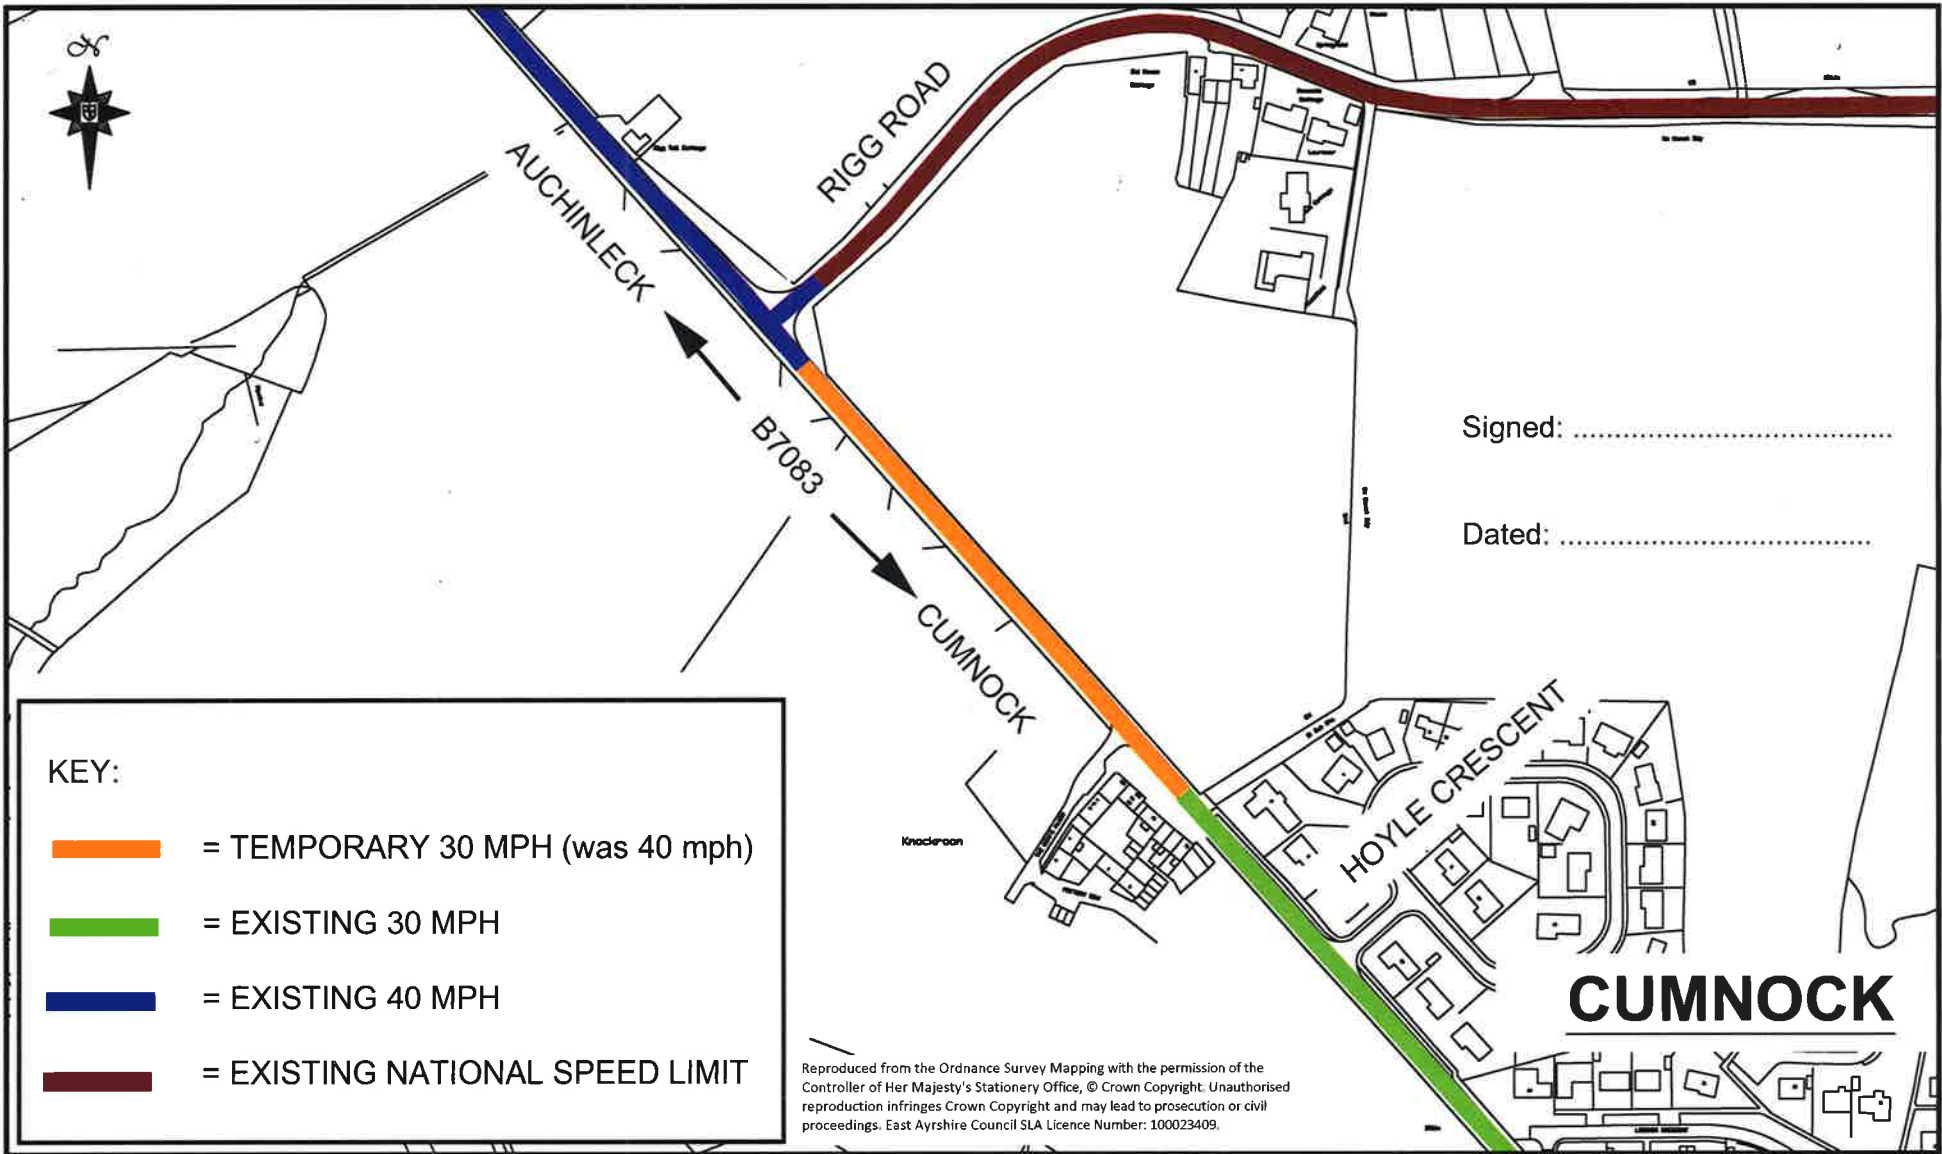 RIGG ROAD
AUCHINLECK
B7083
CUMNOCK
Signed: ....................................
Dated: ...................................
HOYLE CRESCENT
Knockroon
CUMNOCK
KEY:
= TEMPORARY 30 MPH (was 40 mph)
= EXISTING 30 MPH
= EXISTING 40 MPH
= EXISTING NATIONAL SPEED LIMIT
Reproduced from the Ordnance Survey Mapping with the permission of the
Controller of Her Majesty's Stationery Office, © Crown Copyright. Unauthorised
reproduction infringes Crown Copyright and may lead to prosecution or civil
proceedings. East Ayrshire Council SLA Licence Number: 100023409.